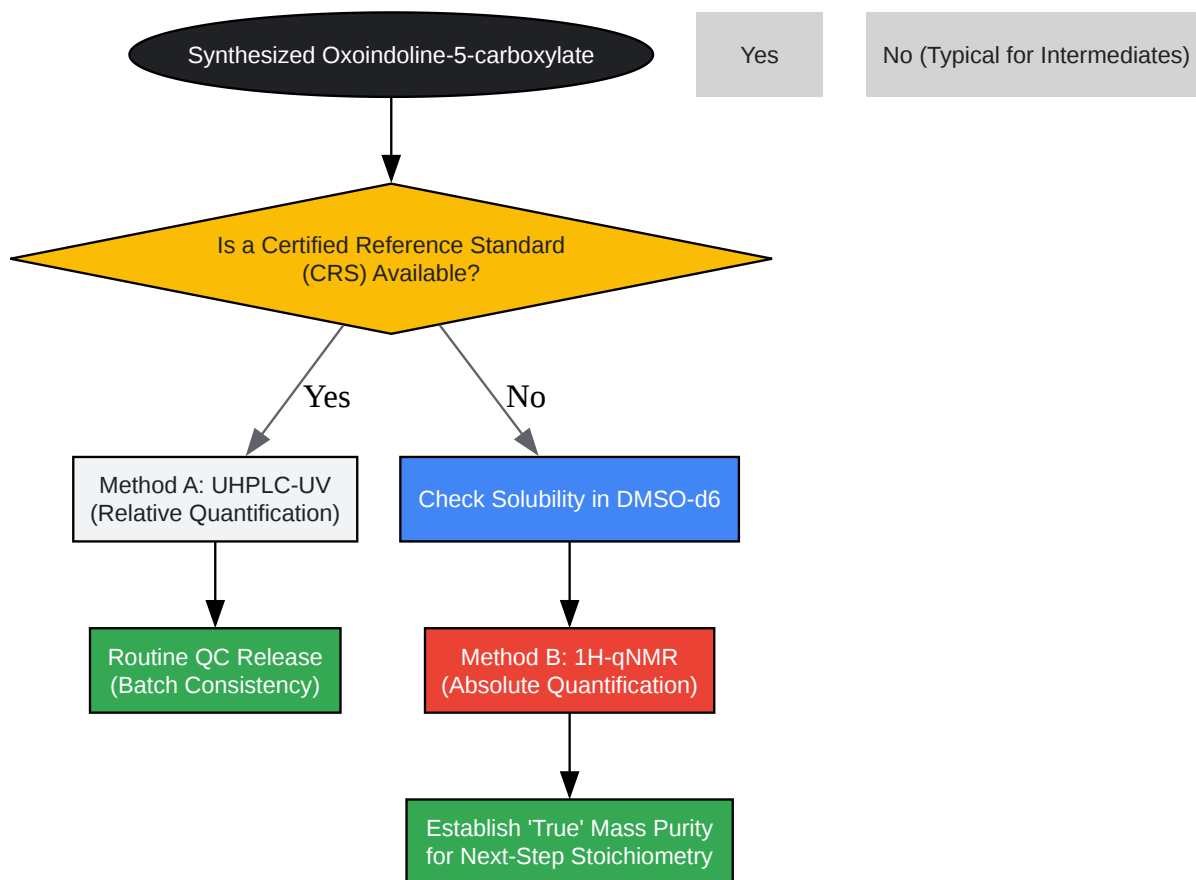 Synthesized Oxoindoline-5-carboxylate
Yes
No (Typical for Intermediates)
Is a Certified Reference Standard
(CRS) Available?
Yes
No
Method A: UHPLC-UV
(Relative Quantification)
Check Solubility in DMSO-d6
Routine QC Release
(Batch Consistency)
Method B: 1H-qNMR
(Absolute Quantification)
Establish 'True' Mass Purity
for Next-Step Stoichiometry